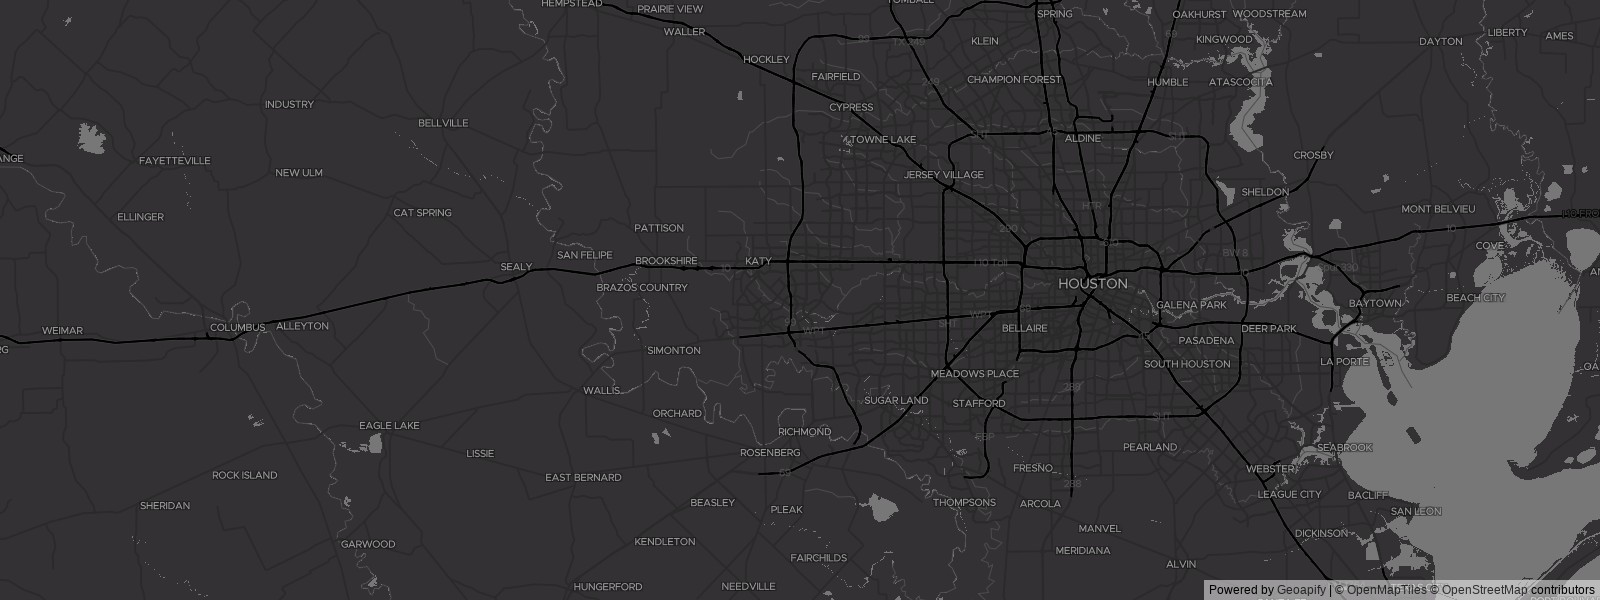 HEMPSTEAD
PRAIRIE VIEW
TOMBALL
SPRING
OAKHURST
WOODSTREAM
WALLER
KLEIN
KINGWOOD
DAYTON
LIBERTY
AMES
HOCKLEY
FAIRFIELD
CHAMPION FOREST
HUMBLE
ATASCOCITA
INDUSTRY
BELLVILLE
CYPRESS
TOWNE LAKE
ALDINE
ANGE
FAYETTEVILLE
NEW ULM
JERSEY VILLAGE
CROSBY
SHELDON
ELLINGER
CAT SPRING
PATTISON
MONT BELVIEU
SEALY
SAN FELIPE
BROOKSHIRE
KATY
I 10 Toll
COVE
BRAZOS COUNTRY
HOUSTON
BAYTOWN
BEACH CITY
GALENA PARK
WEIMAR
COLUMBUS
ALLEYTON
BELLAIRE
DEER PARK
PASADENA
SIMONTON
LA PORTE
SOUTH HOUSTON
MEADOWS PLACE
WALLIS
SUGAR LAND
STAFFORD
ORCHARD
EAGLE LAKE
RICHMOND
PEARLAND
SEABROOK
LISSIE
ROSENBERG
FRESNO
WEBSTER
ROCK ISLAND
EAST BERNARD
LEAGUE CITY
BACLIFF
SHERIDAN
BEASLEY
PLEAK
THOMPSONS
ARCOLA
SAN LEON
MANVEL
DICKINSON
GARWOOD
KENDLETON
MERIDIANA
FAIRCHILDS
ALVIN
HUNGERFORD
NEEDVILLE
Powered by Geoapify | © OpenMapTiles © OpenStreetMap contributors